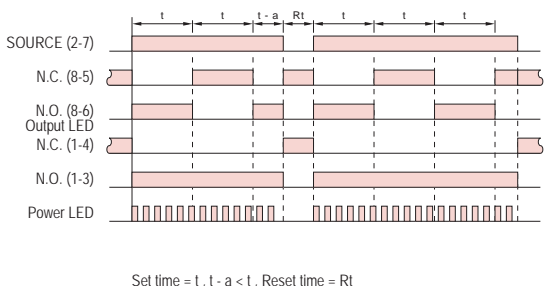 t t t - a Rt t t t
SOURCE (2-7)
N.C. (8-5)
N.O. (8-6)
Output LED
N.C. (1-4)
N.O. (1-3)
Power LED
Set time = t , t - a < t , Reset time = Rt